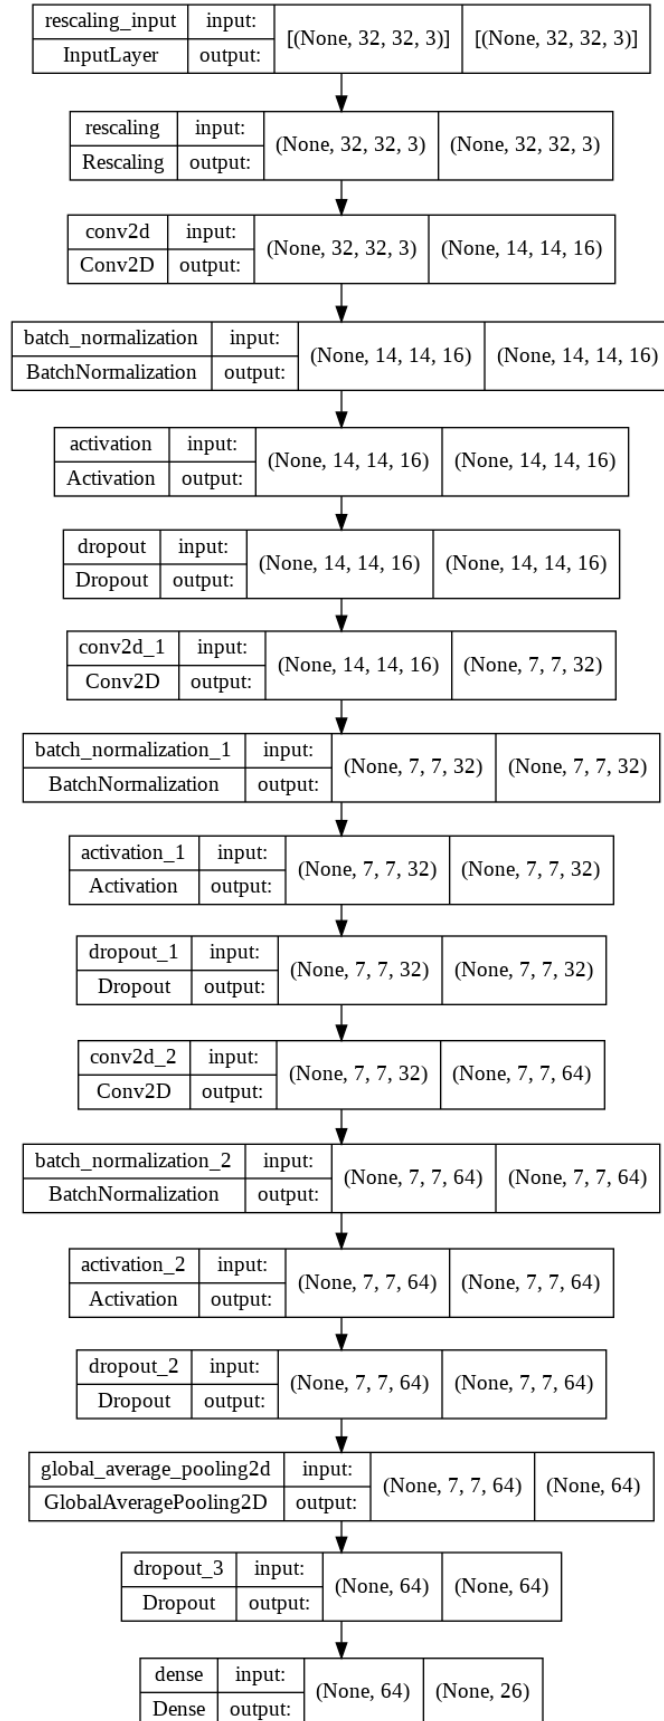 rescaling_input input: [(None, 32, 32, 3)] [(None, 32, 32, 3)]
InputLayer output:
rescaling input: (None, 32, 32, 3) (None, 32, 32, 3)
Rescaling output:
conv2d input: (None, 32, 32, 3) (None, 14, 14, 16)
Conv2D output:
batch_normalization input: (None, 14, 14, 16) (None, 14, 14, 16)
BatchNormalization output:
activation input: (None, 14, 14, 16) (None, 14, 14, 16)
Activation output:
dropout input: (None, 14, 14, 16) (None, 14, 14, 16)
Dropout output:
conv2d_1 input: (None, 14, 14, 16) (None, 7, 7, 32)
Conv2D output:
batch_normalization_1 input: (None, 7, 7, 32) (None, 7, 7, 32)
BatchNormalization output:
activation_1 input: (None, 7, 7, 32) (None, 7, 7, 32)
Activation output:
dropout_1 input: (None, 7, 7, 32) (None, 7, 7, 32)
Dropout output:
conv2d_2 input: (None, 7, 7, 32) (None, 7, 7, 64)
Conv2D output:
batch_normalization_2 input: (None, 7, 7, 64) (None, 7, 7, 64)
BatchNormalization output:
activation_2 input: (None, 7, 7, 64) (None, 7, 7, 64)
Activation output:
dropout_2 input: (None, 7, 7, 64) (None, 7, 7, 64)
Dropout output:
global_average_pooling2d input: (None, 7, 7, 64) (None, 64)
GlobalAveragePooling2D output:
dropout_3 input: (None, 64) (None, 64)
Dropout output:
dense input: (None, 64) (None, 26)
Dense output: